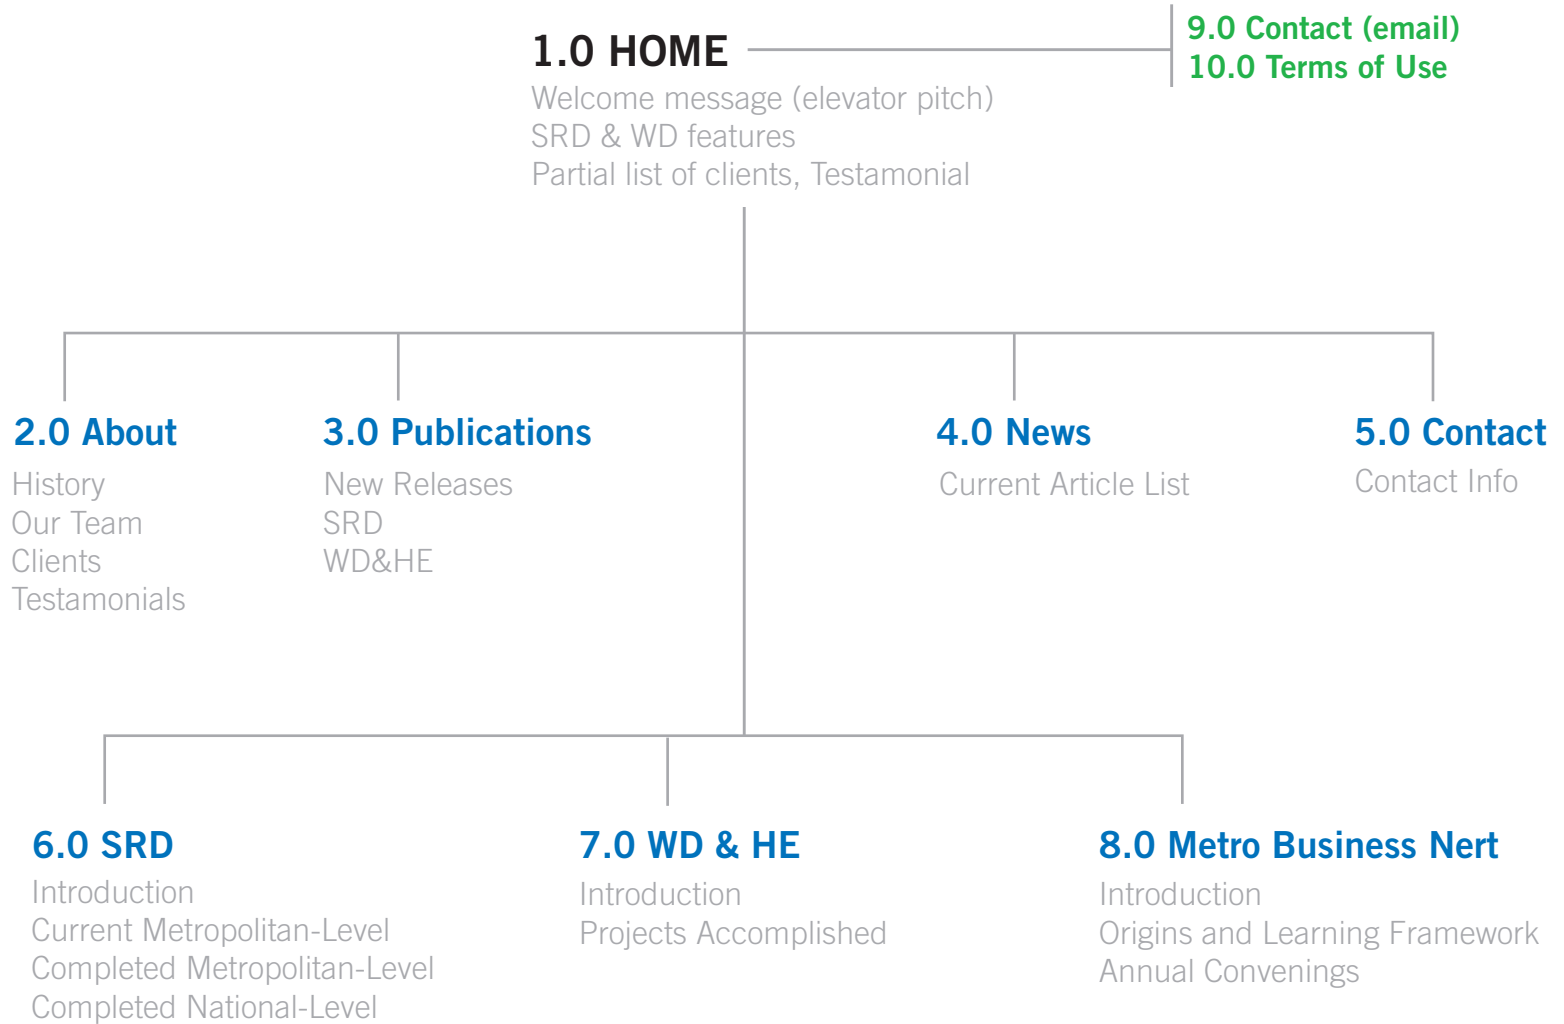 1.0 HOME
Welcome message (elevator pitch)
SRD & WD features
Partial list of clients, Testamonial
9.0 Contact (email)
10.0 Terms of Use
2.0 About
History
Our Team
Clients
Testamonials
3.0 Publications
New Releases
SRD
WD&HE
4.0 News
Current Article List
5.0 Contact
Contact Info
6.0 SRD
Introduction
Current Metropolitan-Level
Completed Metropolitan-Level
Completed National-Level
7.0 WD & HE
Introduction
Projects Accomplished
8.0 Metro Business Nert
Introduction
Origins and Learning Framework
Annual Convenings